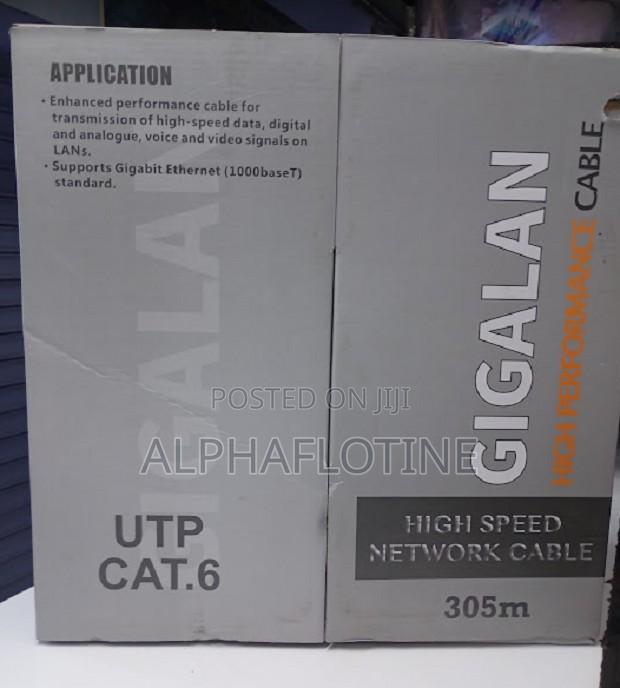 APPLICATION
· Enhanced performance cable for
transmission of high-speed data, digital
and analogue, voice and video signals on
LANs.
· Supports Gigabit Ethernet (1000baseT)
standard.
GIGALAN
UTP
CAT.6
GIGALAN
HIGH PERFORMANCE CABLE
HIGH SPEED
NETWORK CABLE
305m
POSTED ON JIJI
ALPHAFLOTINE